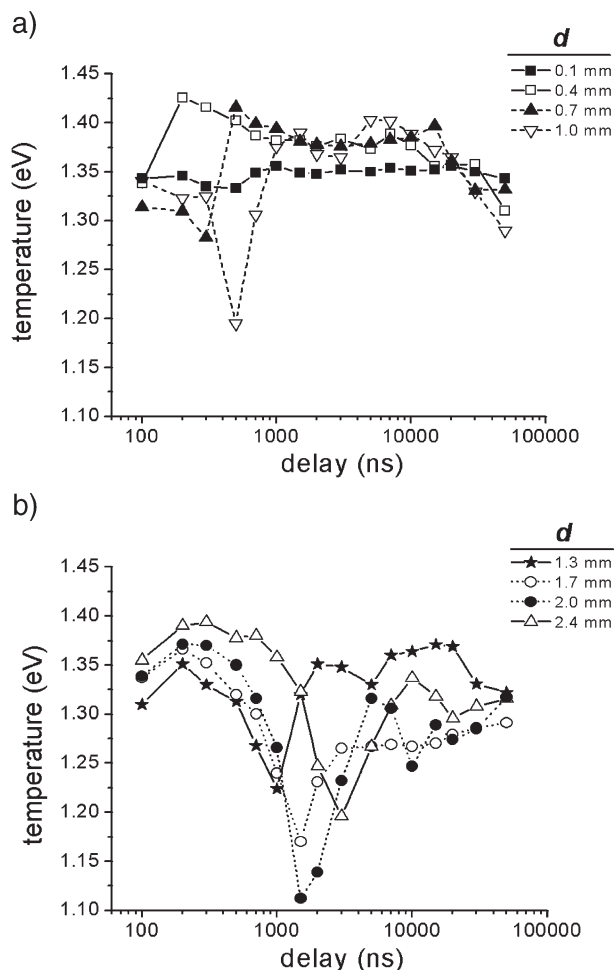 a)
d
0.1 mm
0.4 mm
0.7 mm
1.0 mm
1.45
1.40
1.35
1.30
1.25
1.20
1.15
1.10
temperature (eV)
100 1000 10000 100000
delay (ns)
b)
d
1.3 mm
1.7 mm
2.0 mm
2.4 mm
1.45
1.40
1.35
1.30
1.25
1.20
1.15
1.10
temperature (eV)
100 1000 10000 100000
delay (ns)